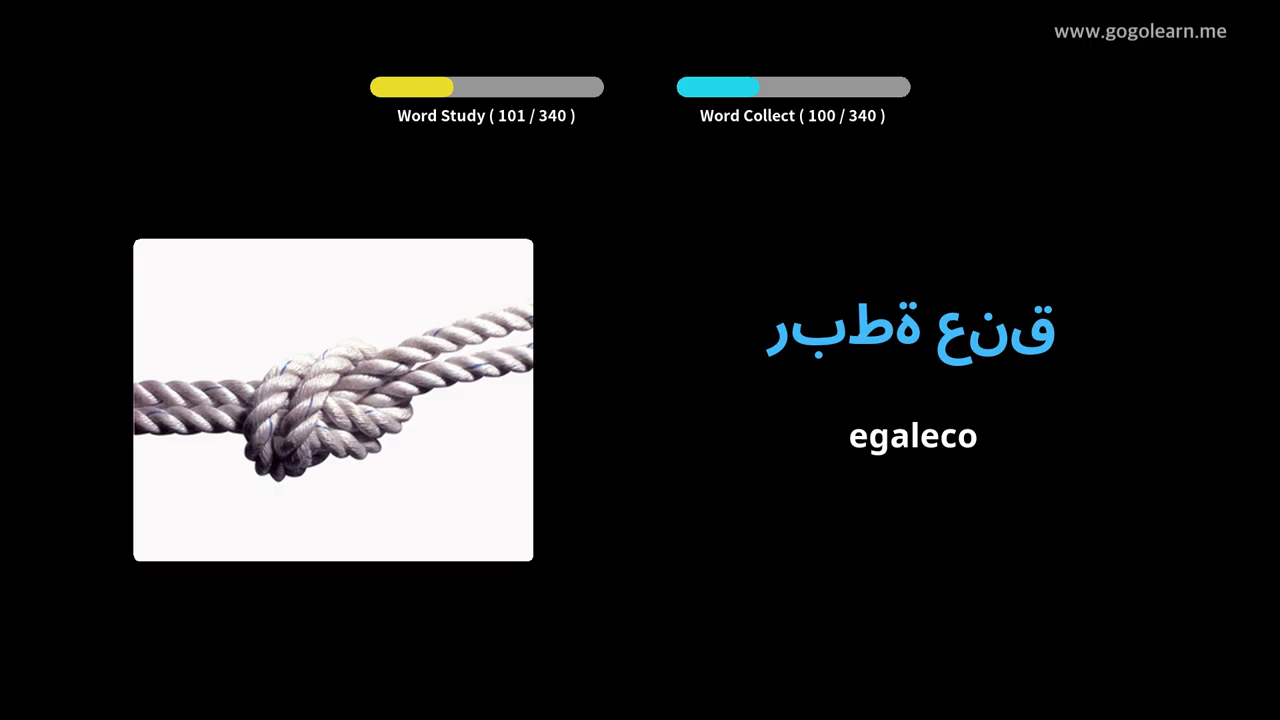 www.gogolearn.me
Word Study ( 101 / 340 )
Word Collect ( 100 / 340 )
ربطة عنق
egaleco